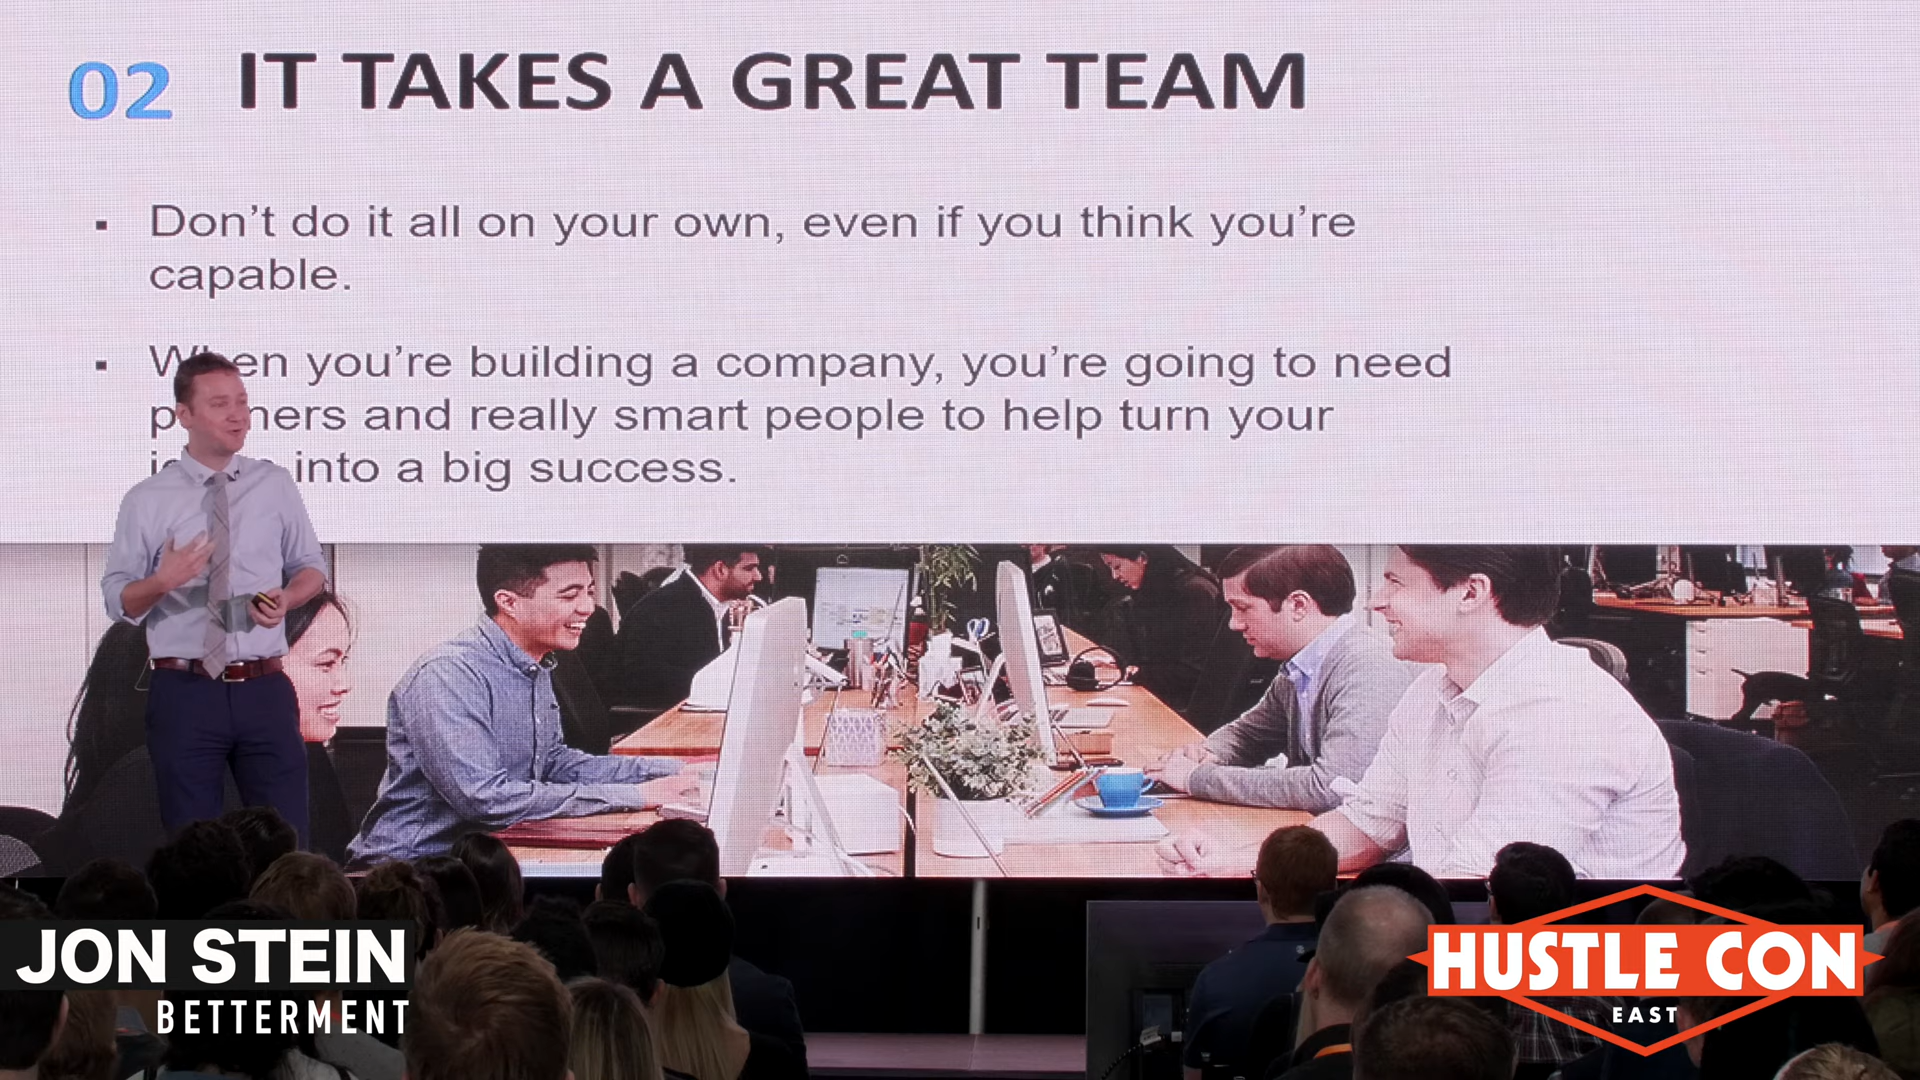 02 IT TAKES A GREAT TEAM
▪ Don't do it all on your own, even if you think you're
capable.
▪ When you're building a company, you're going to need
partners and really smart people to help turn your
into a big success.
JON STEIN
BETTERMENT
HUSTLE CON
EAST